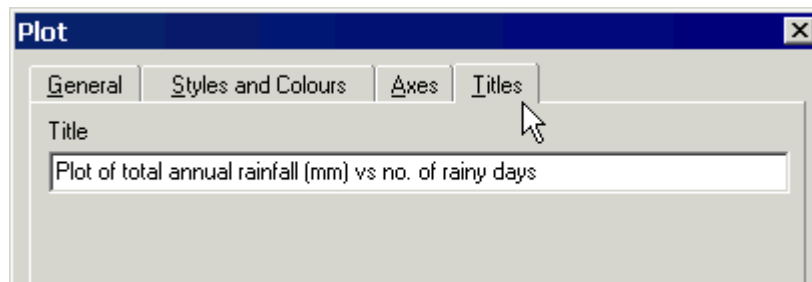 Plot
General Styles and Colours Axes Titles
Title
Plot of total annual rainfall (mm) vs no. of rainy days